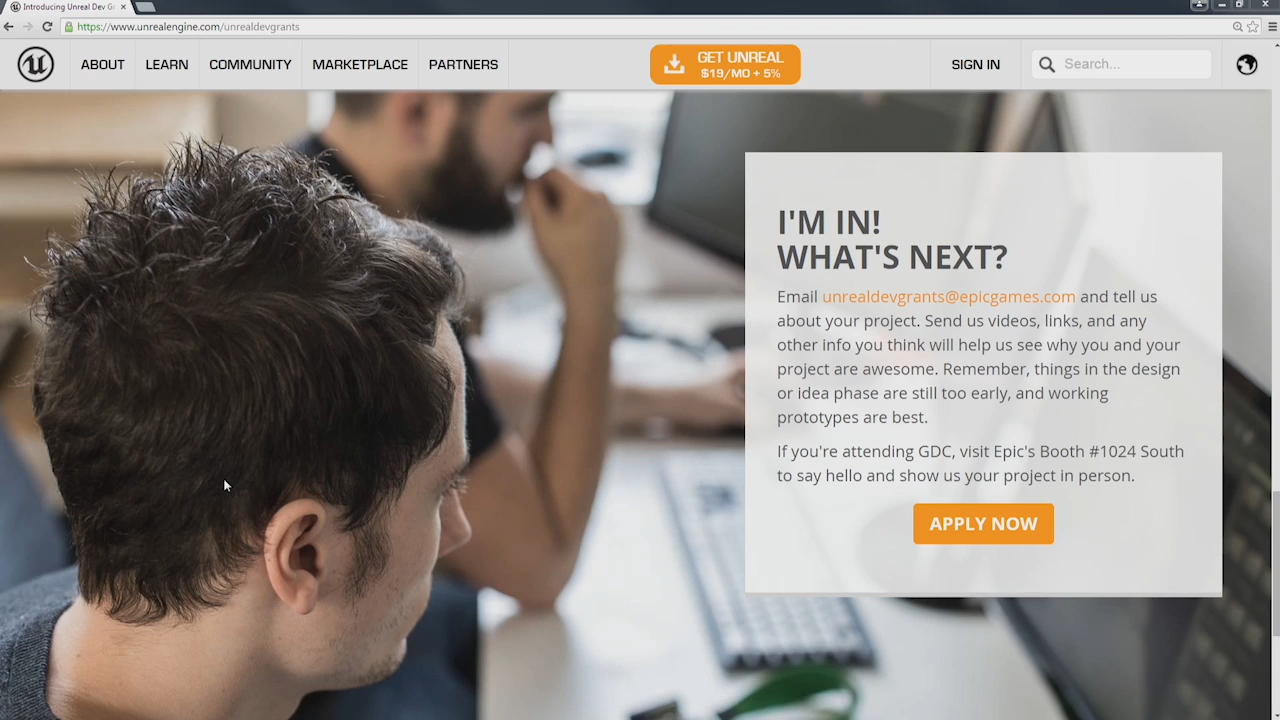 Introducing Unreal Dev Gr
https://www.unrealengine.com/unrealdevgrants
ABOUT LEARN COMMUNITY MARKETPLACE PARTNERS GET UNREAL SIGN IN Search...
$19/MO + 5%
I'M IN!
WHAT'S NEXT?
Email unrealdevgrants@epicgames.com and tell us
about your project. Send us videos, links, and any
other info you think will help us see why you and your
project are awesome. Remember, things in the design
or idea phase are still too early, and working
prototypes are best.
If you're attending GDC, visit Epic's Booth #1024 South
to say hello and show us your project in person.
APPLY NOW